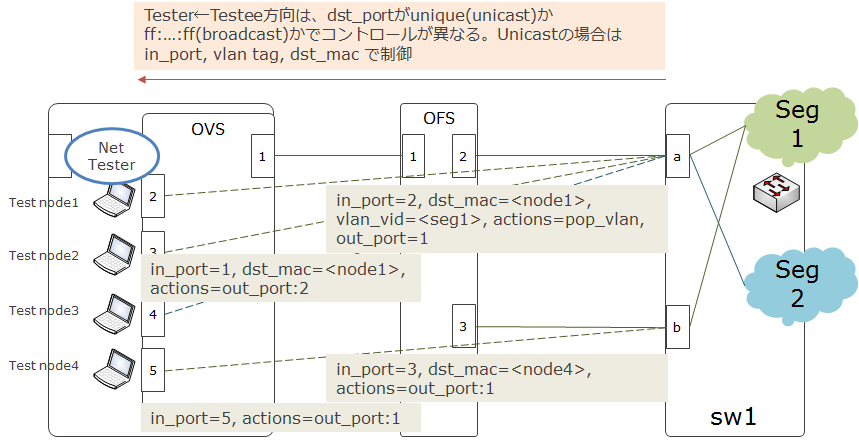 Tester←Testee方向は、dst_portがunique(unicast)か
ff:...:ff(broadcast)かでコントロールが異なる。Unicastの場合は
in_port, vlan tag, dst_mac で制御
OVS
OFS
Seg
1
Net
Tester
1
1
2
a
Test node1
2
in_port=2, dst_mac=<node1>,
vlan_vid=<seg1>, actions=pop_vlan,
out_port=1
Test node2
3
in_port=1, dst_mac=<node1>,
actions=out_port:2
Seg
2
Test node3
4
3
b
Test node4
5
in_port=3, dst_mac=<node4>,
actions=out_port:1
in_port=5, actions=out_port:1
sw1